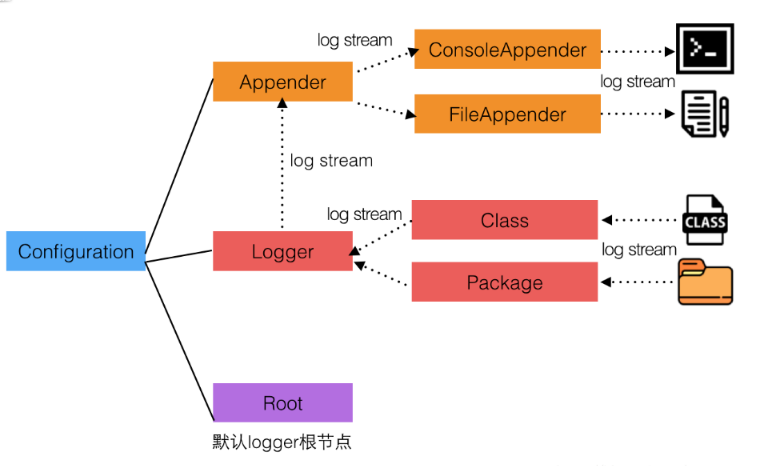 log stream
ConsoleAppender
Appender
log stream
FileAppender
log stream
log stream
Class
CLASS
Configuration
Logger
log stream
Package
Root
默认logger根节点